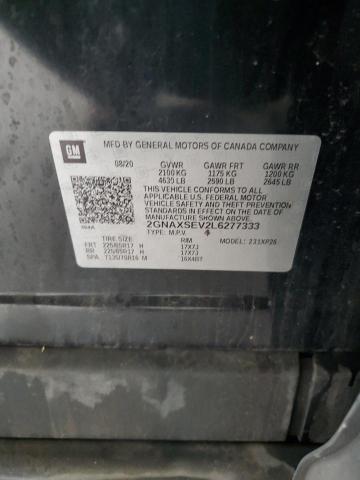 GM
MFD BY GENERAL MOTORS OF CANADA COMPANY
08/20 GVWR GAWR FRT GAWR RR
2100 KG 1175 KG 1200 KG
4635 LB 2590 LB 2645 LB
THIS VEHICLE CONFORMS TO ALL APPLICABLE
U.S. FEDERAL MOTOR
VEHICLE SAFETY AND THEFT PREVENTION
STANDARDS IN EFFECT ON THE DATE OF
MANUFACTURE SHOWN ABOVE.
2GNAXSEV2L6277333
TYPE: M.P.V. MODEL: 231XP26
TIRE SIZE RIM
FRT 225/65R17 H 17X7J
RR 225/65R17 H 17X7J
SPA T135/70R16 M 16X4BT